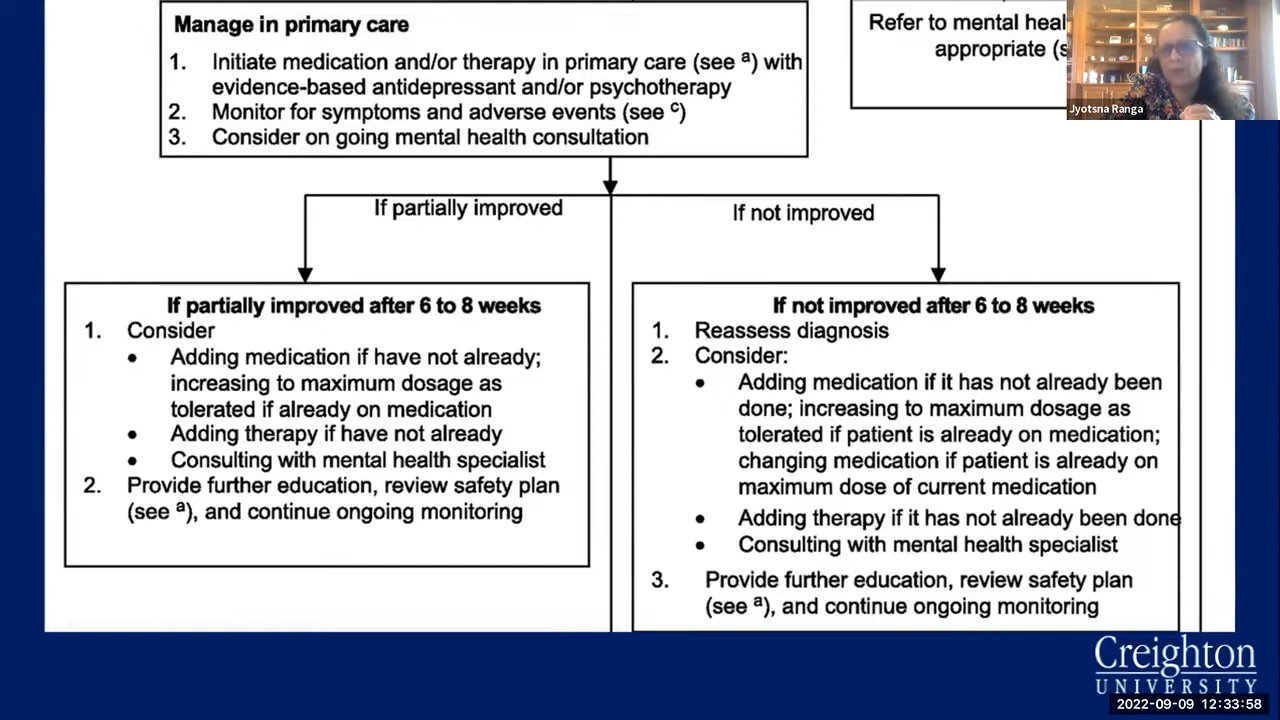 Manage in primary care
1. Initiate medication and/or therapy in primary care (see a) with
evidence-based antidepressant and/or psychotherapy
2. Monitor for symptoms and adverse events (see c)
3. Consider on going mental health consultation
Refer to mental
appropriate
Jyotsna Ranga
If partially improved
If not improved
If partially improved after 6 to 8 weeks
1. Consider
• Adding medication if have not already;
increasing to maximum dosage as
tolerated if already on medication
• Adding therapy if have not already
• Consulting with mental health specialist
2. Provide further education, review safety plan
(see a), and continue ongoing monitoring
If not improved after 6 to 8 weeks
1. Reassess diagnosis
2. Consider:
• Adding medication if it has not already been
done; increasing to maximum dosage as
tolerated if patient is already on medication;
changing medication if patient is already on
maximum dose of current medication
• Adding therapy if it has not already been done
• Consulting with mental health specialist
3. Provide further education, review safety plan
(see a), and continue ongoing monitoring
Creighton
UNIVERSITY
2022-09-09 12:33:58